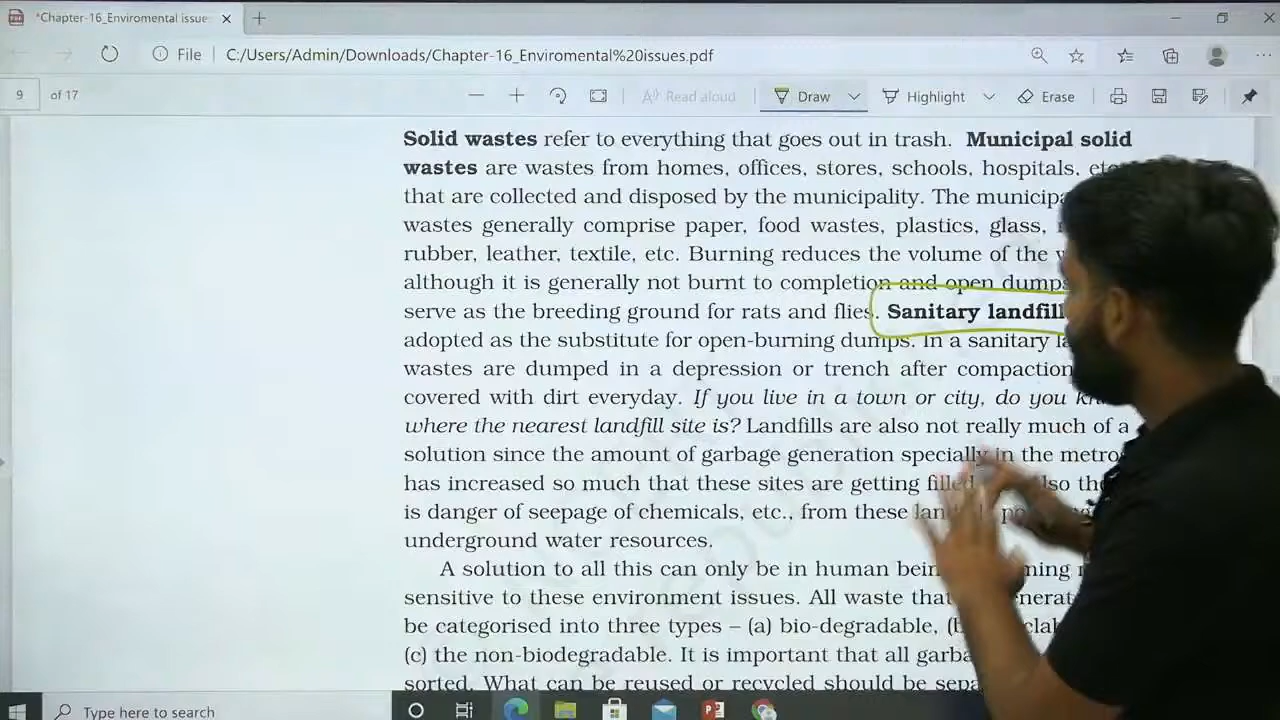 *Chapter-16_Enviromental issue
File C:/Users/Admin/Downloads/Chapter-16_Enviromental%20issues.pdf
9 of 17 Read aloud Draw Highlight Erase
Solid wastes refer to everything that goes out in trash. Municipal solid
wastes are wastes from homes, offices, stores, schools, hospitals, etc
that are collected and disposed by the municipality. The
wastes generally comprise paper, food wastes, plastics, glass,
rubber, leather, textile, etc. Burning reduces the volume of the
although it is generally not burnt to completion and open dumps
serve as the breeding ground for rats and flies. Sanitary landfill
adopted as the substitute for open-burning dumps. In a sanitary
wastes are dumped in a depression or trench after compaction
covered with dirt everyday. If you live in a town or city, do you
where the nearest landfill site is? Landfills are also not really much of a
solution since the amount of garbage generation specially in the metro
has increased so much that these sites are getting filled
is danger of seepage of chemicals, etc., from these
underground water resources.
A solution to all this can only be in human
sensitive to these environment issues. All waste that
be categorised into three types – (a) bio-degradable,
(c) the non-biodegradable. It is important that all
sorted. What can be reused or recycled should be
Type here to search